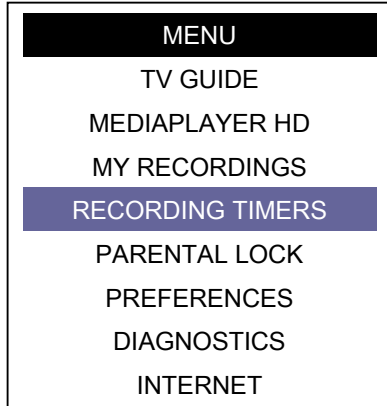 MENU
TV GUIDE
MEDIAPLAYER HD
MY RECORDINGS
RECORDING TIMERS
PARENTAL LOCK
PREFERENCES
DIAGNOSTICS
INTERNET